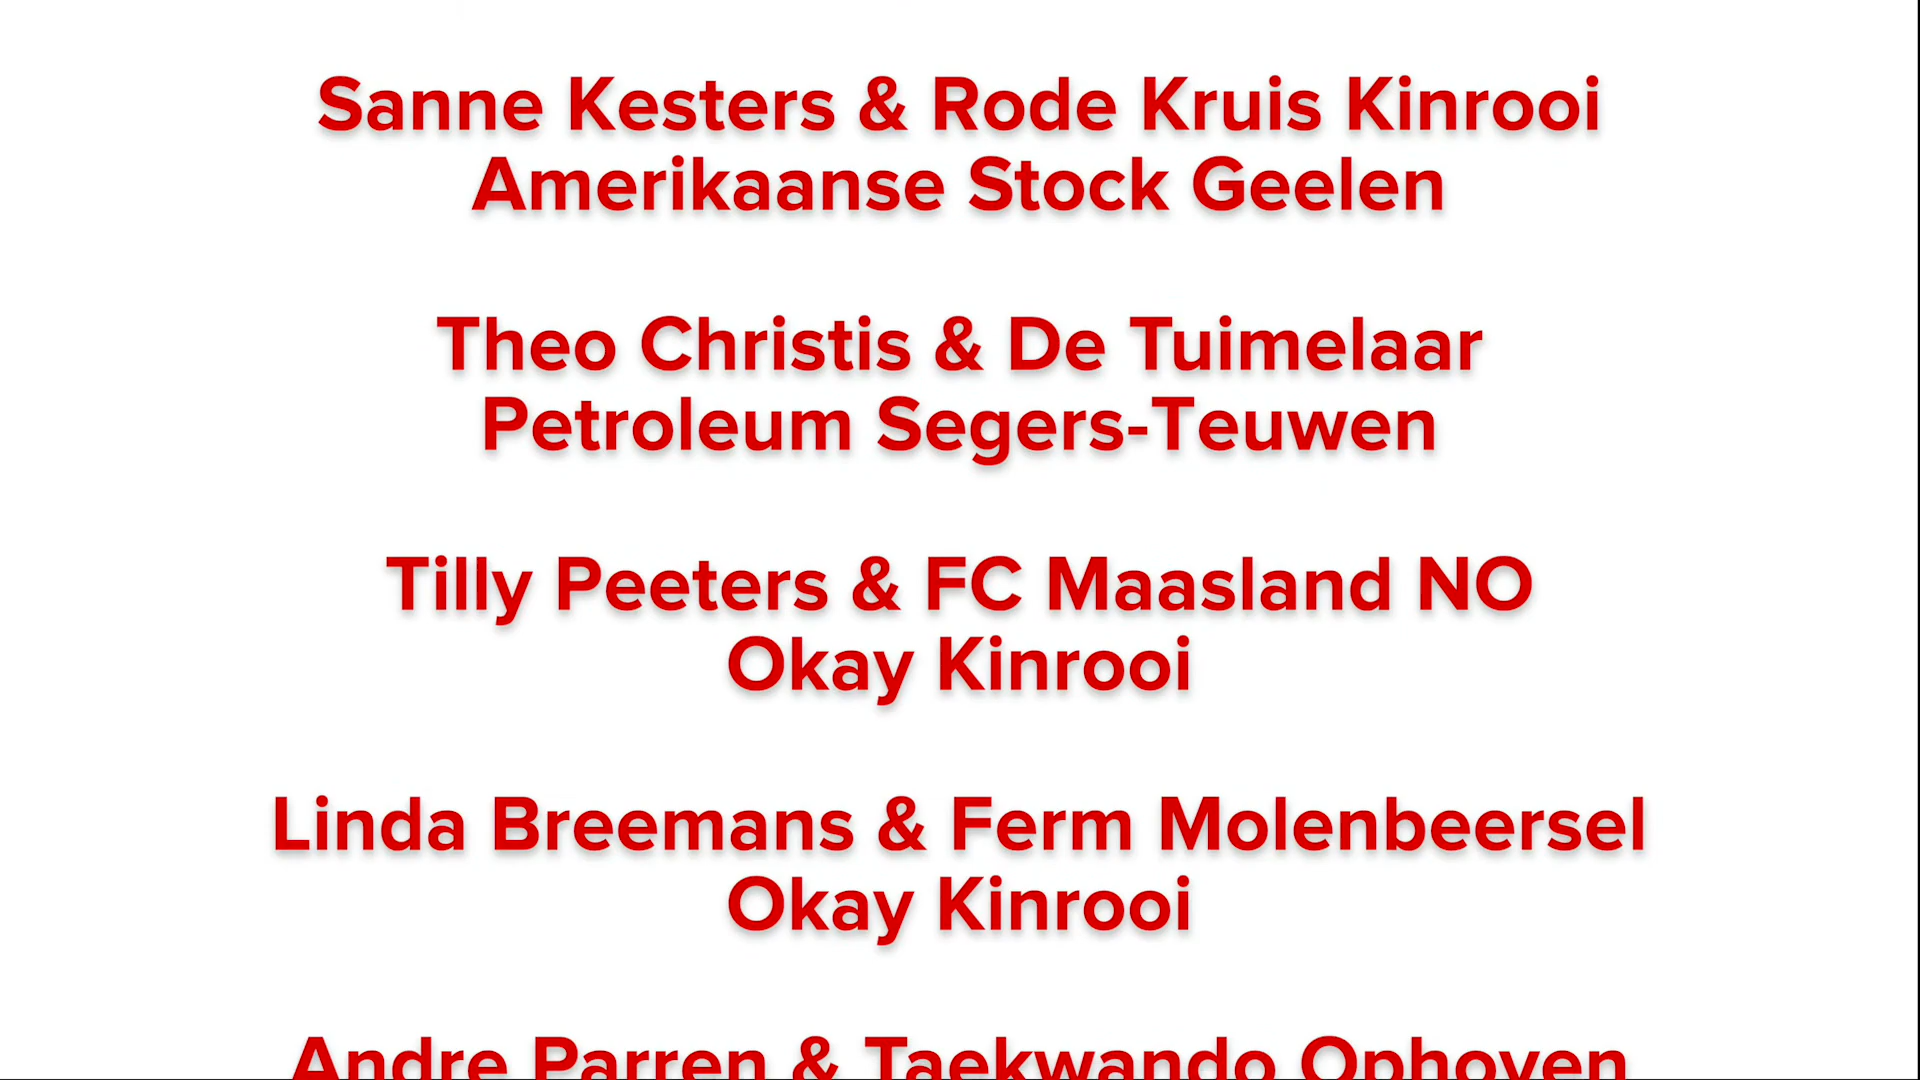 Sanne Kesters & Rode Kruis Kinrooi
Amerikaanse Stock Geelen
Theo Christis & De Tuimelaar
Petroleum Segers-Teuwen
Tilly Peeters & FC Maasland NO
Okay Kinrooi
Linda Breemans & Ferm Molenbeersel
Okay Kinrooi
Andre Parren & Taekwando Ophoven